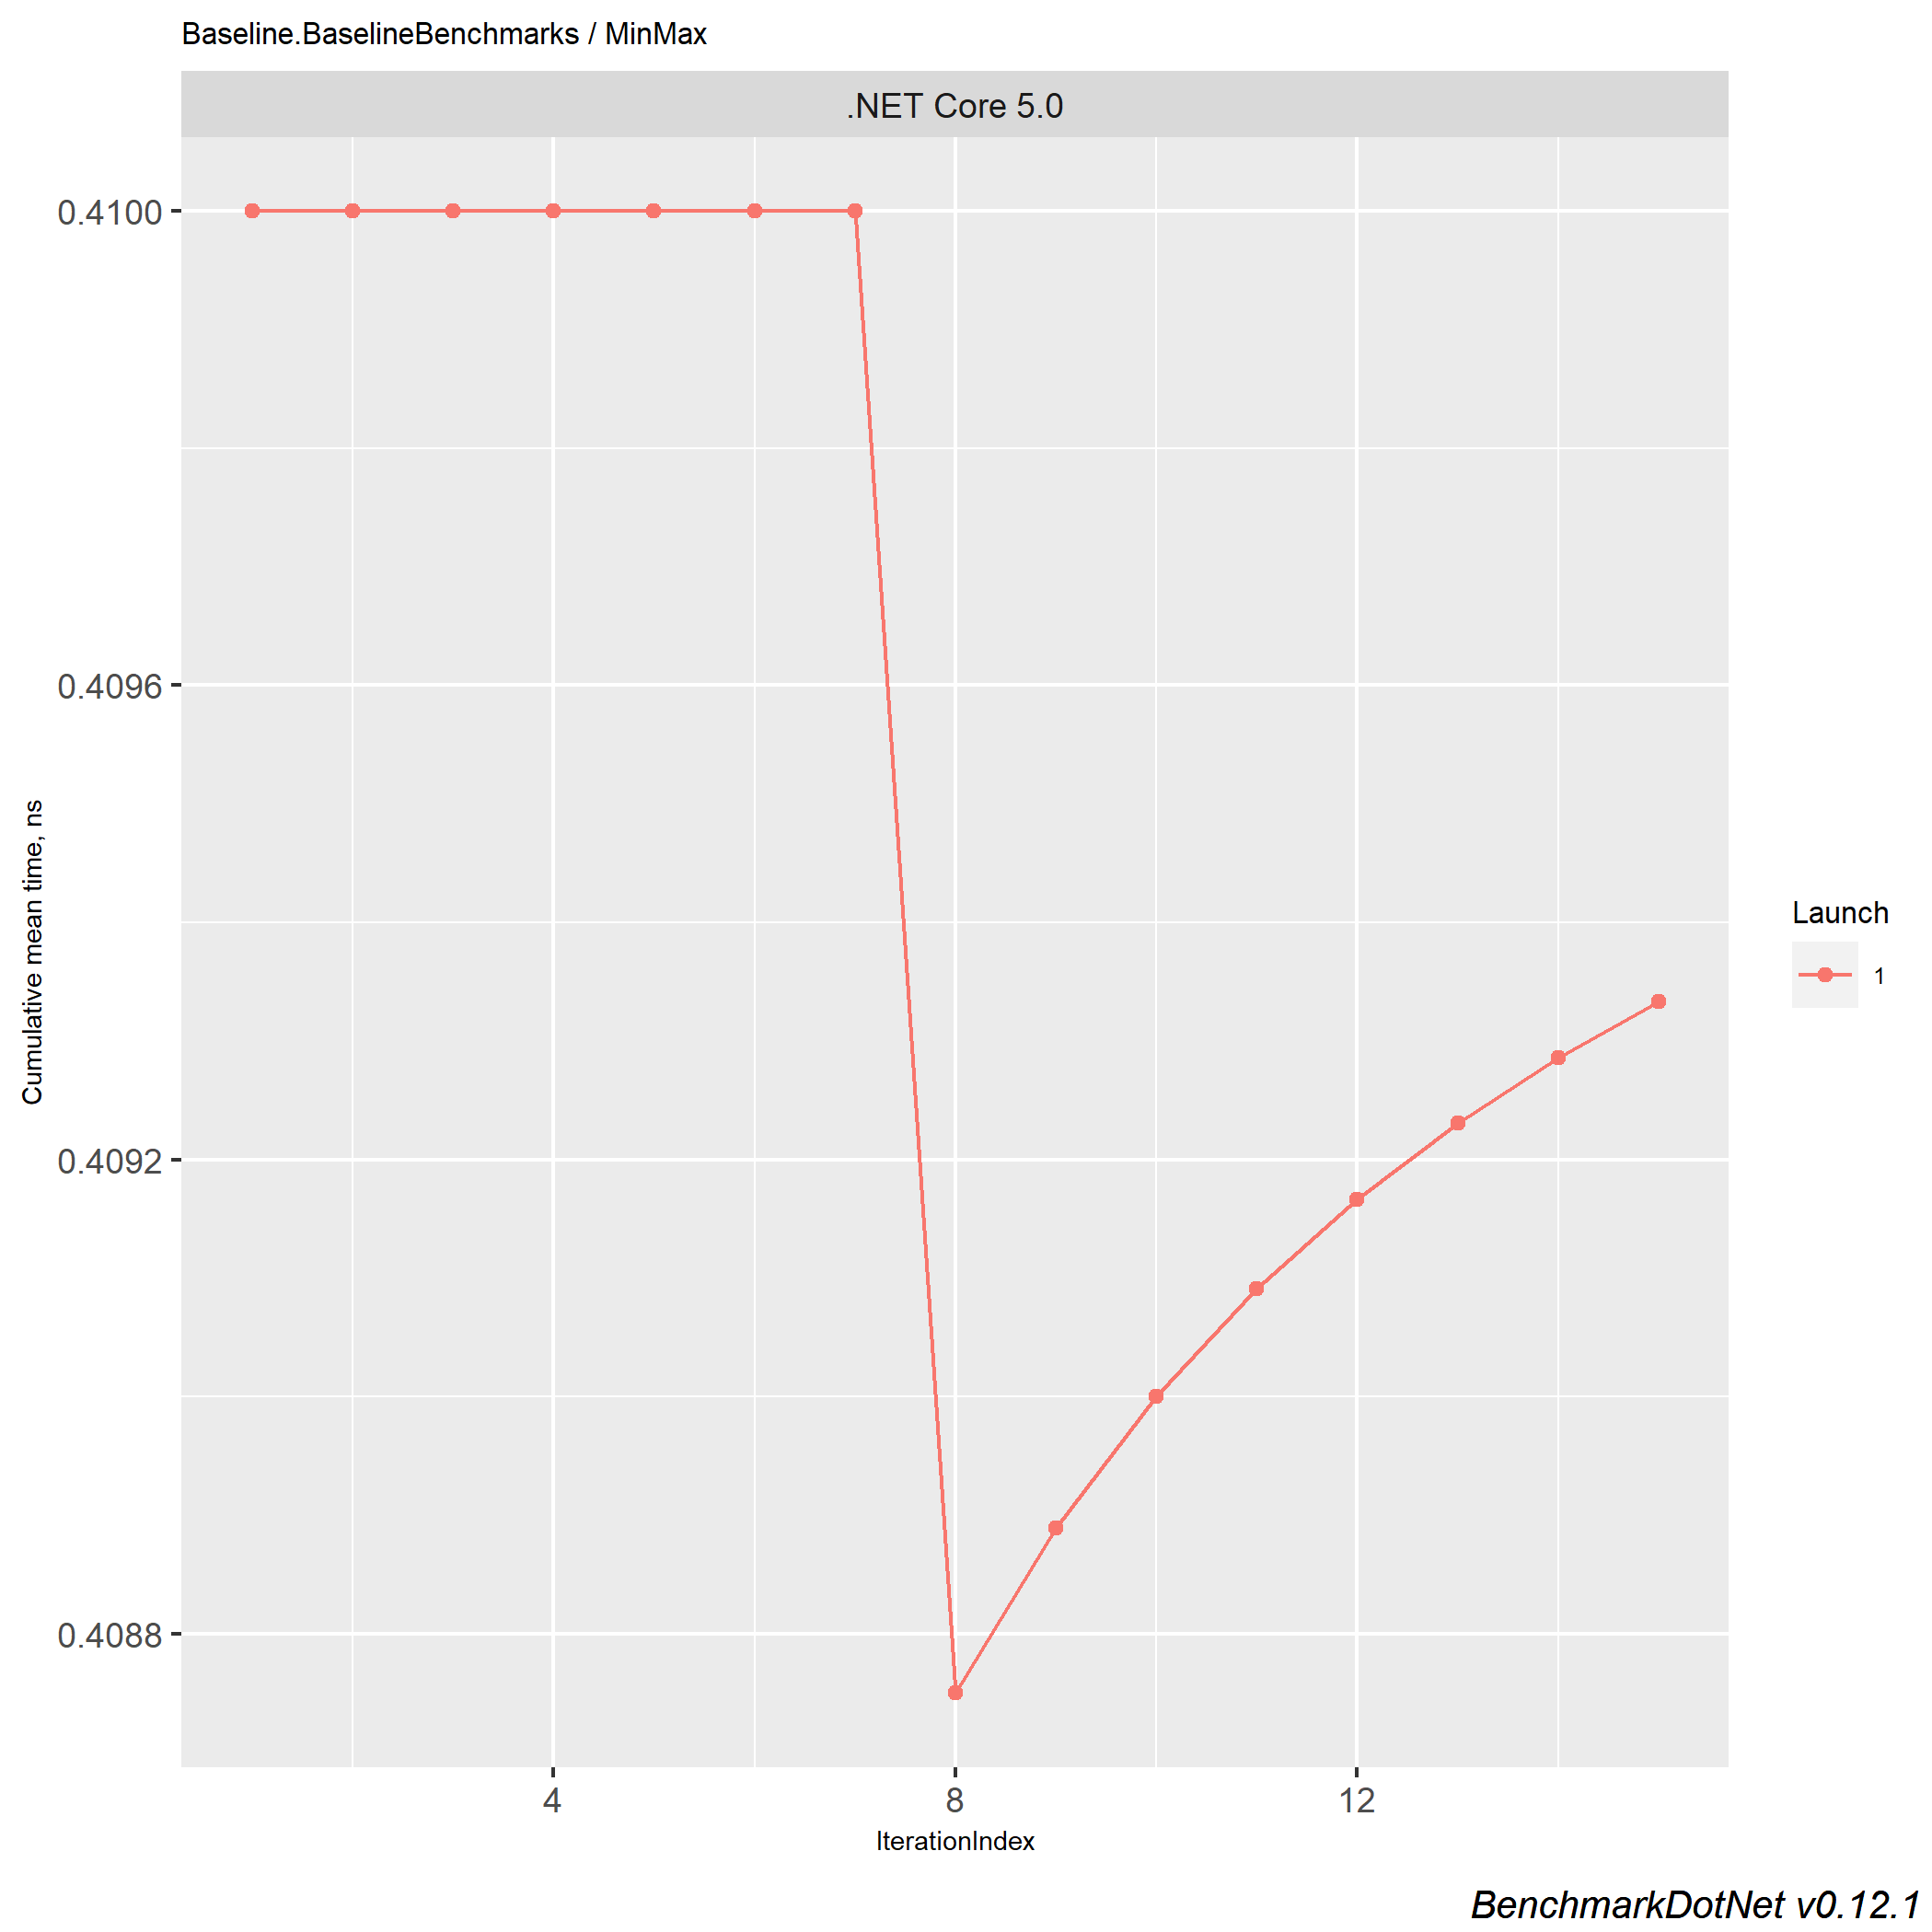 Baseline.BaselineBenchmarks / MinMax
.NET Core 5.0
0.4100
0.4096
0.4092
0.4088
Cumulative mean time, ns
4 8 12
IterationIndex
Launch
1
BenchmarkDotNet v0.12.1